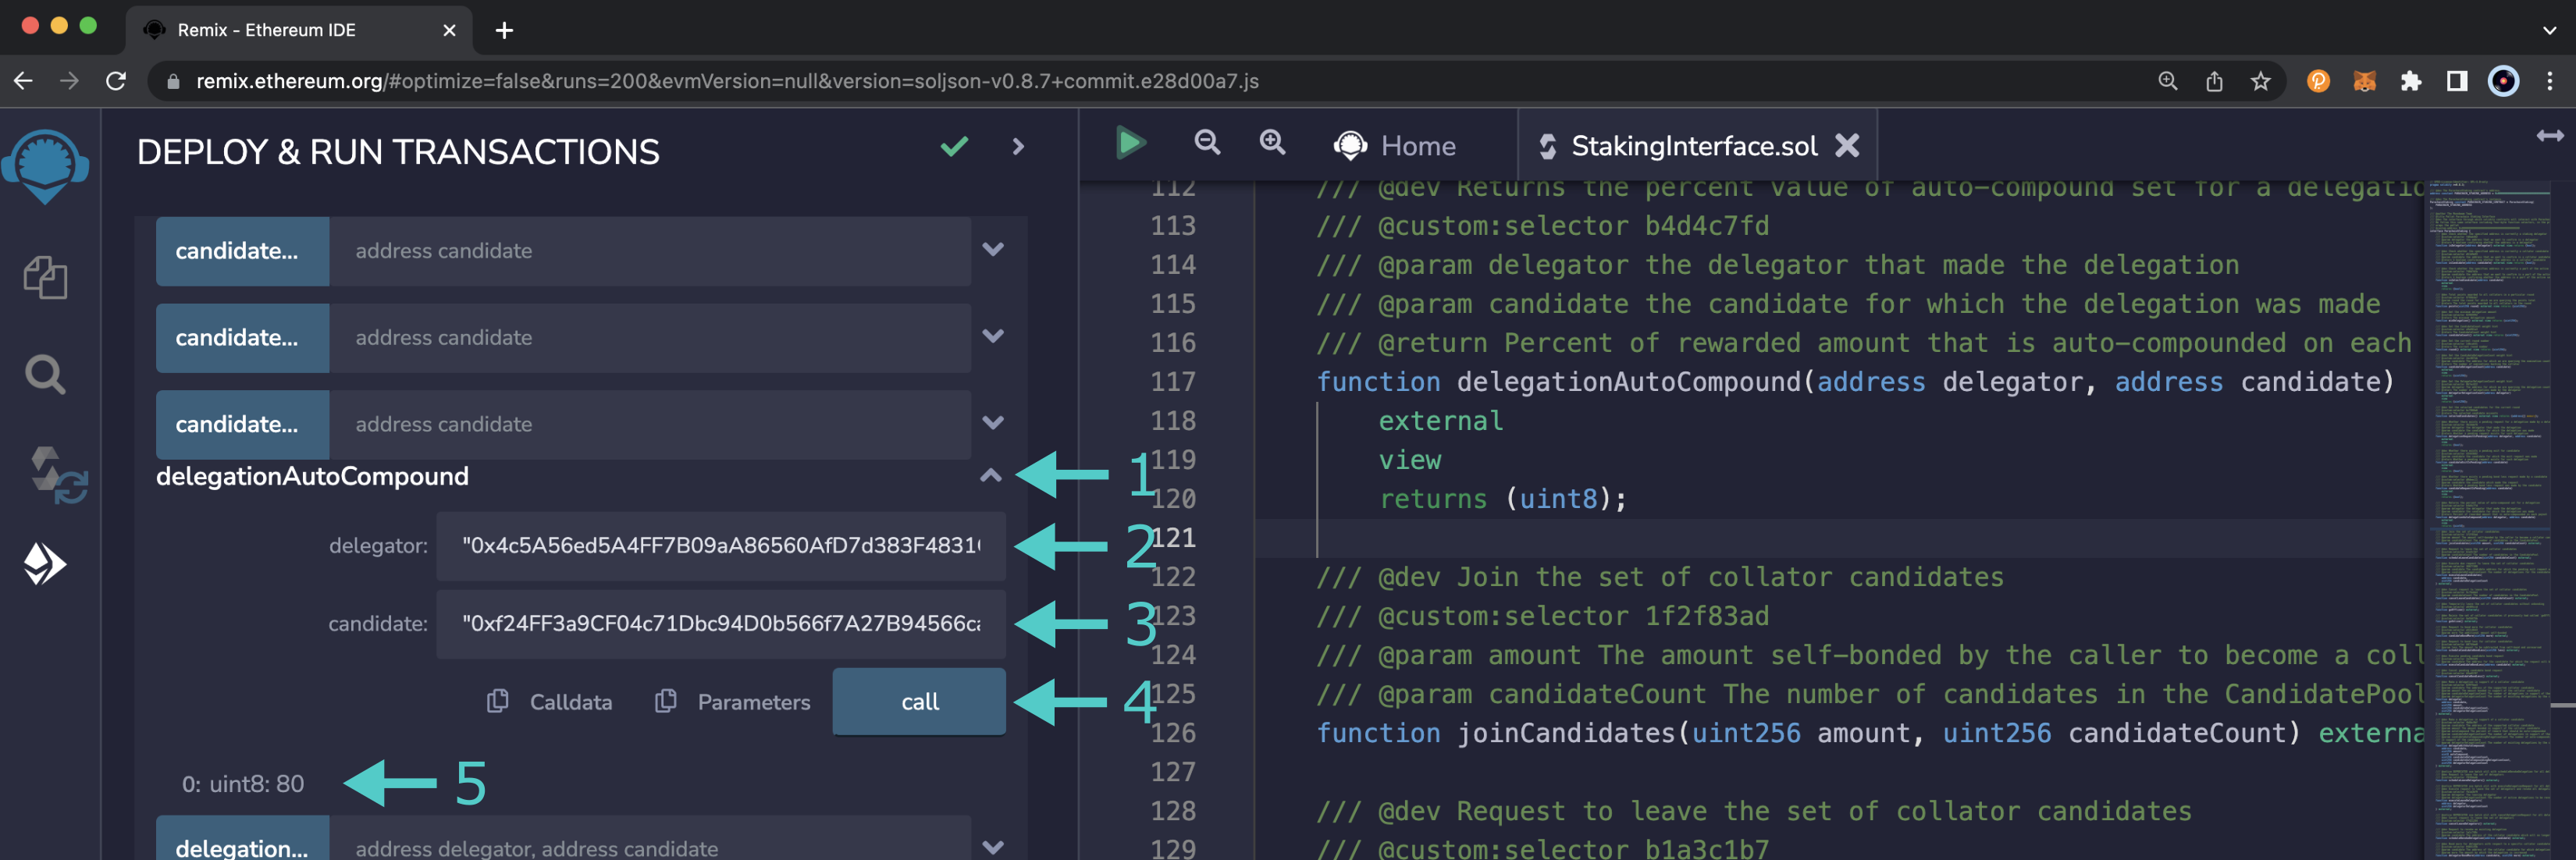 Remix - Ethereum IDE
remix.ethereum.org/#optimize=false&runs=200&evmVersion=null&version=soljson-v0.8.7+commit.e28d00a7.js
DEPLOY & RUN TRANSACTIONS
candidate... address candidate
candidate... address candidate
candidate... address candidate
delegationAutoCompound 1
delegator: "0x4c5A56ed5A4FF7B09aA86560AfD7d383F4831 2
candidate: "0xf24FF3a9CF04c71Dbc94D0b566f7A27B94566c 3
Calldata Parameters call 4
0: uint8: 80 5
delegation... address delegator, address candidate
Home StakingInterface.sol
112 /// @dev Returns the percent value of auto-compound set for a delegatio
113 /// @custom:selector b4d4c7fd
114 /// @param delegator the delegator that made the delegation
115 /// @param candidate the candidate for which the delegation was made
116 /// @return Percent of rewarded amount that is auto-compounded on each
117 function delegationAutoCompound(address delegator, address candidate)
118 external
119 view
120 returns (uint8);
121
122 /// @dev Join the set of collator candidates
123 /// @custom:selector 1f2f83ad
124 /// @param amount The amount self-bonded by the caller to become a coll
125 /// @param candidateCount The number of candidates in the CandidatePool
126 function joinCandidates(uint256 amount, uint256 candidateCount) externa
127
128 /// @dev Request to leave the set of collator candidates
129 /// @custom:selector b1a3c1b7